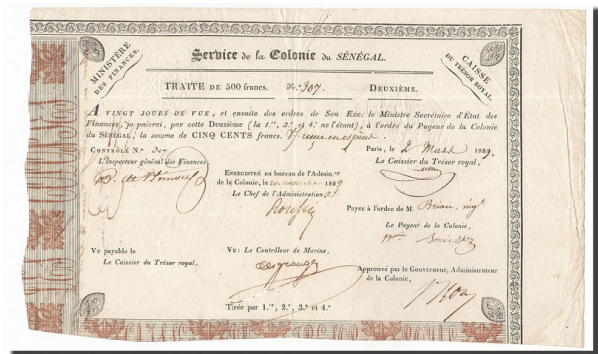 MINISTÈRE
DES FINANCES.
Service de la Colonie du SÉNÉGAL.
CAISSE
DU TRÉSOR ROYAL.
TRAITE DE 500 francs. N.° 307. DEUXIÈME.
A VINGT JOURS DE VUE, et ensuite des ordres de Son Exc. le Ministre Secrétaire d'État des
Finances, je paierai, par cette Deuxième (la 1.re, 3.e et 4.e ne l'étant), à l'ordre du Payeur de la Colonie
du SÉNÉGAL, la somme de CINQ CENTS francs.
CONTRÔLÉ N.° 307
Paris, le 2 Mars 1829.
L'Inspecteur général des Finances,
Le Caissier du Trésor royal,
ENREGISTRÉ au bureau de l'Admin.on
de la Colonie, le 1829
Le Chef de l'Administration
Payez à l'ordre de M. Brian, nég.t
Le Payeur de la Colonie,
VU payable le
Le Caissier du Trésor royal,
VU : Le Contrôleur de Marine,
Approuvé par le Gouverneur, Administrateur
de la Colonie,
Tirée par 1.re, 2.e, 3.e et 4.e